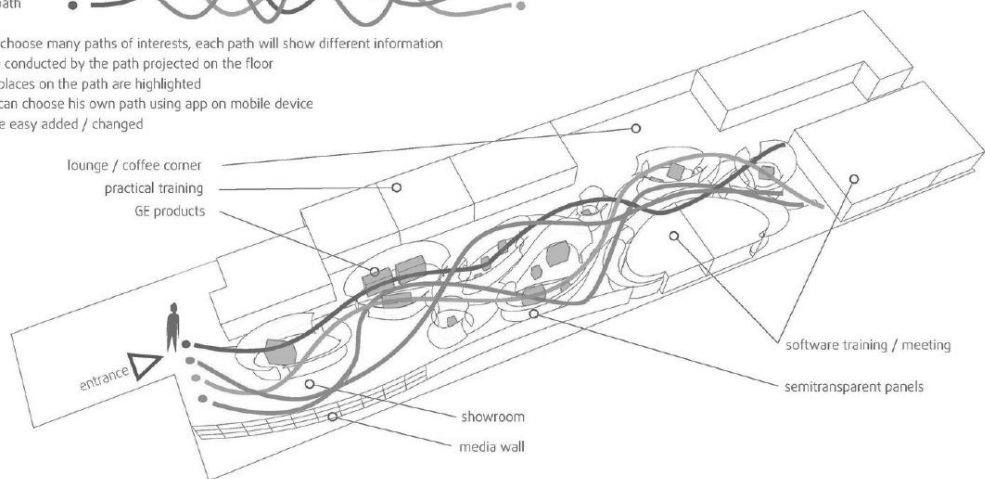 path
choose many paths of interests, each path will show different information
conducted by the path projected on the floor
places on the path are highlighted
can choose his own path using app on mobile device
easy added / changed
lounge / coffee corner
practical training
GE products
entrance
software training / meeting
semitransparent panels
showroom
media wall